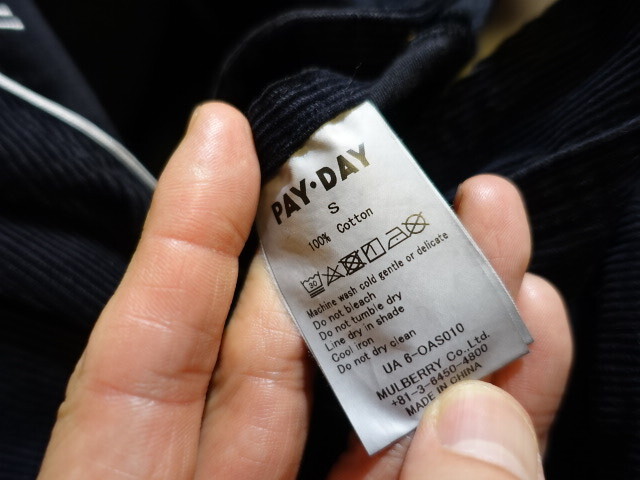 PAY·DAY
S
100% Cotton
30
Machine wash cold gentle or delicate
Do not bleach
Do not tumble dry
Line dry in shade
Cool iron
Do not dry clean
UA 6-OAS010
MULBERRY Co.,Ltd.
+81-3-6450-4800
MADE IN CHINA